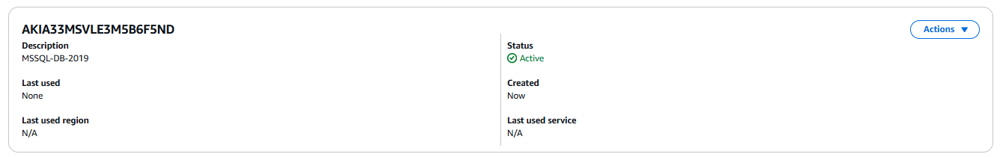 AKIA33MSVLE3M5B6F5ND
Actions
Description
MSSQL-DB-2019
Status
Active
Last used
None
Created
Now
Last used region
N/A
Last used service
N/A